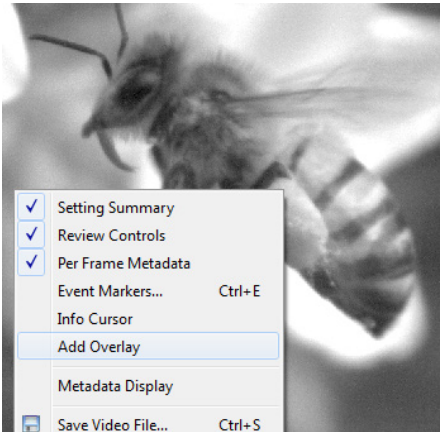 Setting Summary
Review Controls
Per Frame Metadata
Event Markers... Ctrl+E
Info Cursor
Add Overlay
Metadata Display
Save Video File... Ctrl+S